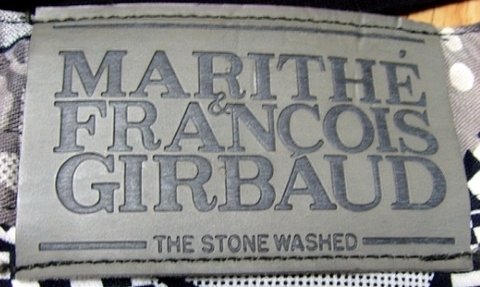 MARITHÉ
&
FRANÇOIS
GIRBAUD
THE STONE WASHED